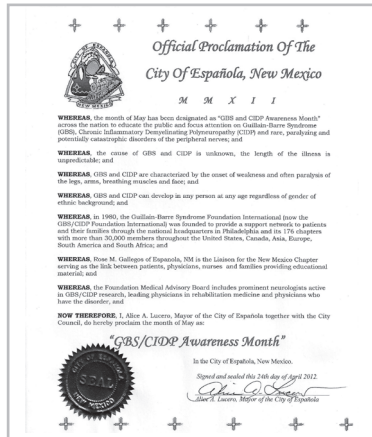 Official Proclamation Of The
City Of Española, New Mexico
M M X I I
WHEREAS, the month of May has been designated as "GBS and CIDP Awareness Month"
across the nation to educate the public and focus attention on Guillain-Barre Syndrome
(GBS), Chronic Inflammatory Demyelinating Polyneuropathy (CIDP) and rare, paralyzing and
potentially catastrophic disorders of the peripheral nerves; and
WHEREAS, the cause of GBS and CIDP is unknown, the length of the illness is
unpredictable; and
WHEREAS, GBS and CIDP are characterized by the onset of weakness and often paralysis of
the legs, arms, breathing muscles and face; and
WHEREAS, GBS and CIDP can develop in any person at any age regardless of gender of
ethnic background; and
WHEREAS, in 1980, the Guillain-Barre Syndrome Foundation International (now the
GBS/CIDP Foundation International) was founded to provide a support network to patients
and their families through the national headquarters in Philadelphia and its 176 chapters
with more than 30,000 members throughout the United States, Canada, Asia, Europe,
South America and South Africa; and
WHEREAS, Rose M. Gallegos of Espanola, NM is the Liaison for the New Mexico Chapter
serving as the link between patients, physicians, nurses and families providing educational
material; and
WHEREAS, the Foundation Medical Advisory Board includes prominent neurologists active
in GBS/CIDP research, leading physicians in rehabilitation medicine and physicians who
have the disorder, and
NOW THEREFORE, I, Alice A. Lucero, Mayor of the City of Española together with the City
Council, do hereby proclaim the month of May as:
"GBS/CIDP Awareness Month"
In the City of Española, New Mexico.
Signed and sealed this 24th day of April 2012.
Alice A. Lucero, Mayor of the City of Española
SEAL
NEW MEXICO